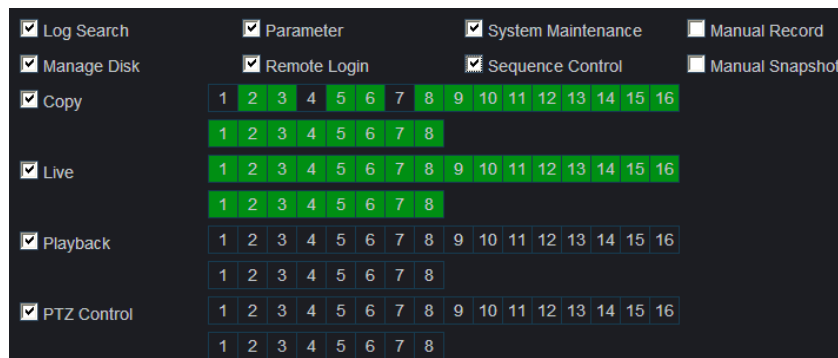 Log Search Parameter System Maintenance Manual Record
Manage Disk Remote Login Sequence Control Manual Snapshot
Copy 1 2 3 4 5 6 7 8 9 10 11 12 13 14 15 16
1 2 3 4 5 6 7 8
Live 1 2 3 4 5 6 7 8 9 10 11 12 13 14 15 16
1 2 3 4 5 6 7 8
Playback 1 2 3 4 5 6 7 8 9 10 11 12 13 14 15 16
1 2 3 4 5 6 7 8
PTZ Control 1 2 3 4 5 6 7 8 9 10 11 12 13 14 15 16
1 2 3 4 5 6 7 8